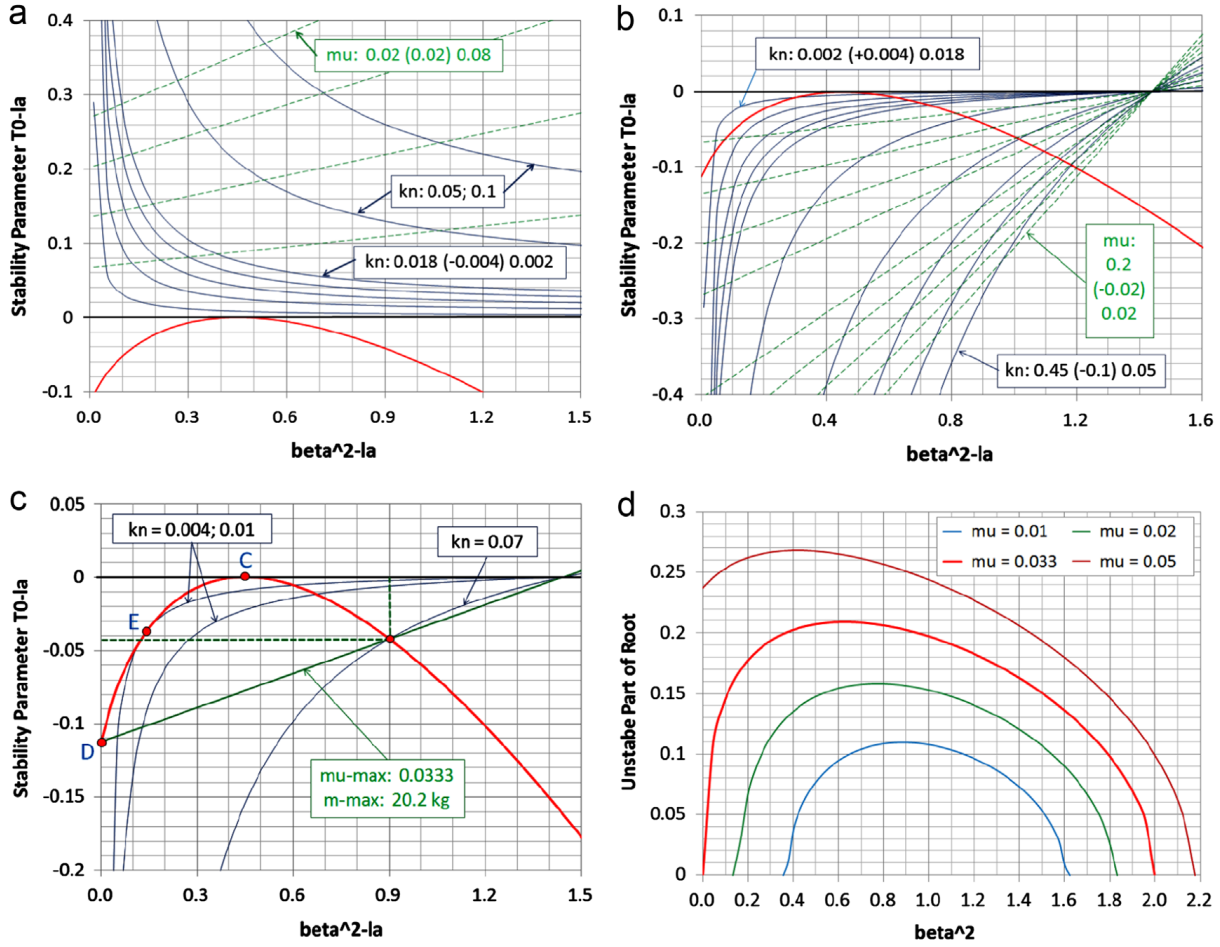 a
0.4
0.3
0.2
0.1
0
-0.1
Stability Parameter T0-la
mu: 0.02 (0.02) 0.08
kn: 0.05; 0.1
kn: 0.018 (-0.004) 0.002
0.0 0.3 0.6 0.9 1.2 1.5
beta^2-la
b
0.1
0
-0.1
-0.2
-0.3
-0.4
Stability Parameter T0-la
kn: 0.002 (+0.004) 0.018
mu:
0.2
(-0.02)
0.02
kn: 0.45 (-0.1) 0.05
0.0 0.4 0.8 1.2 1.6
beta^2-la
c
0.05
0
-0.05
-0.1
-0.15
-0.2
Stability Parameter T0-la
kn = 0.004; 0.01
kn = 0.07
C
E
D
mu-max: 0.0333
m-max: 20.2 kg
0.0 0.3 0.6 0.9 1.2 1.5
beta^2-la
d
0.3
0.25
0.2
0.15
0.1
0.05
0
Unstabe Part of Root
mu = 0.01 mu = 0.02
mu = 0.033 mu = 0.05
0.0 0.2 0.4 0.6 0.8 1.0 1.2 1.4 1.6 1.8 2.0 2.2
beta^2